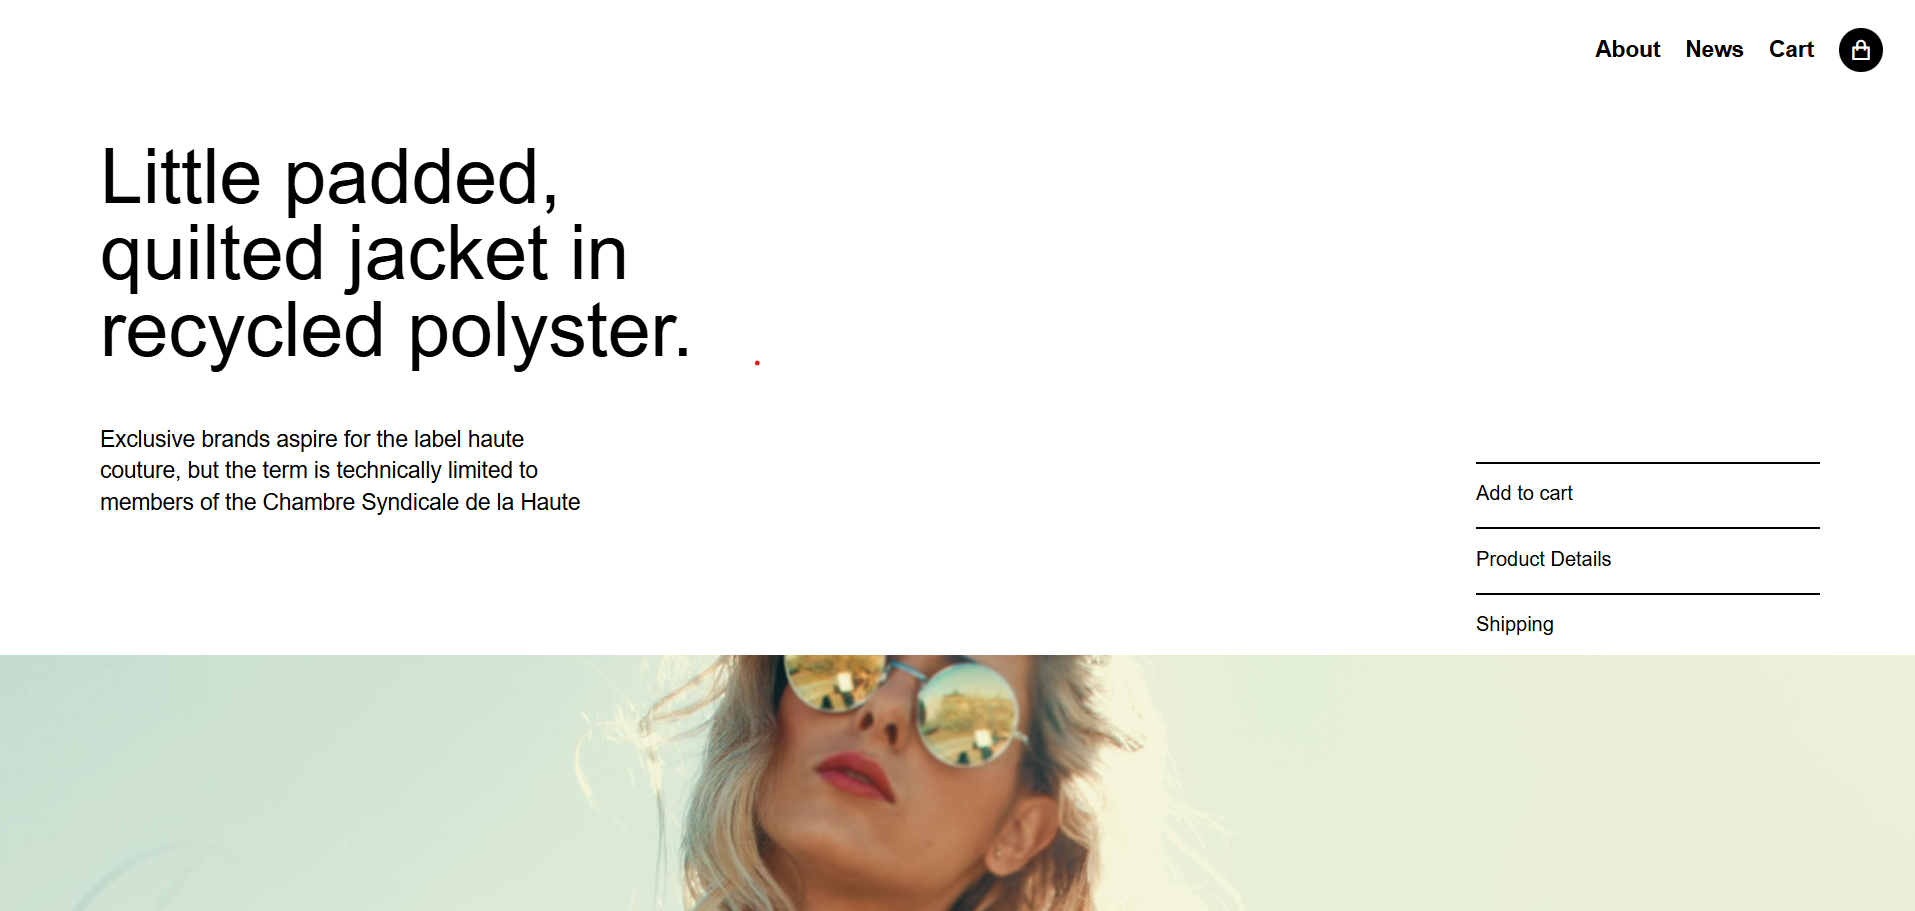 About News Cart
Little padded,
quilted jacket in
recycled polyster.
Exclusive brands aspire for the label haute
couture, but the term is technically limited to
members of the Chambre Syndicale de la Haute
Add to cart
Product Details
Shipping